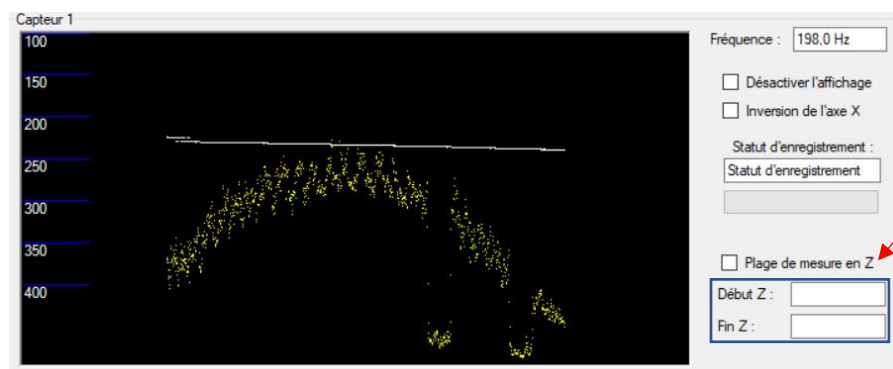 Capteur 1
100
150
200
250
300
350
400
Fréquence : 198,0 Hz
Désactiver l'affichage
Inversion de l'axe X
Statut d'enregistrement :
Statut d'enregistrement
Plage de mesure en Z
Début Z :
Fin Z :